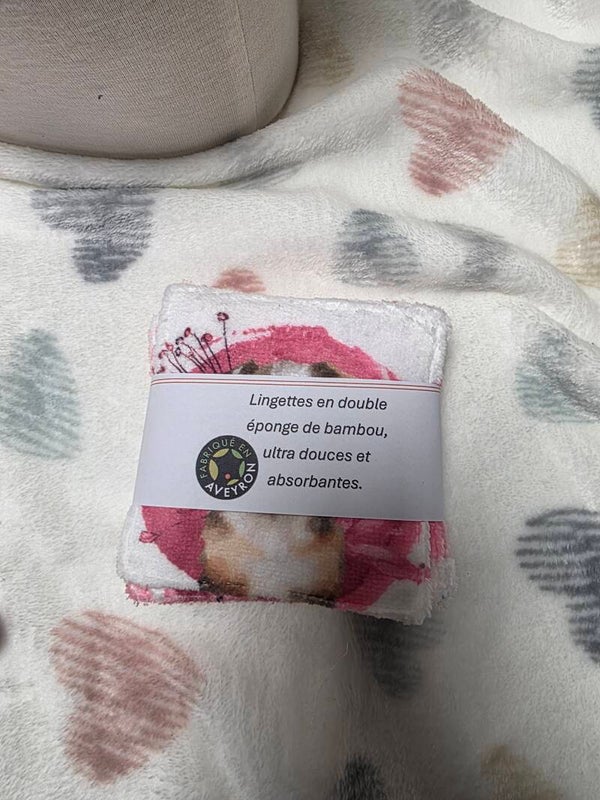 Lingettes en double
éponge de bambou,
ultra douces et
absorbantes.
FABRIQUÉ EN
AVEYRON